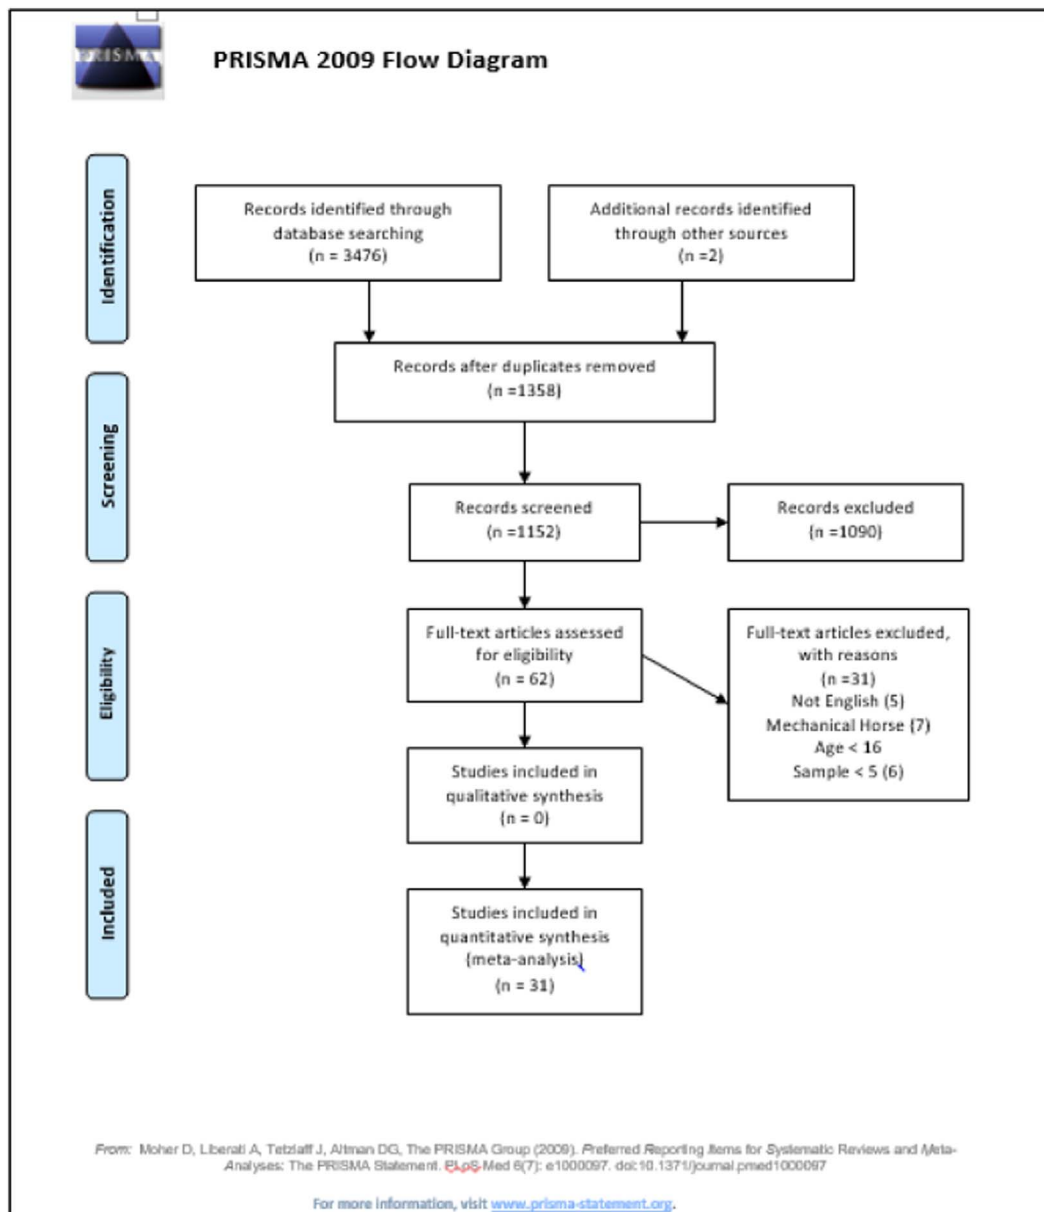 PRISMA
PRISMA 2009 Flow Diagram
Identification
Records identified through
database searching
(n = 3476)
Additional records identified
through other sources
(n =2)
Records after duplicates removed
(n =1358)
Screening
Records screened
(n =1152)
Records excluded
(n =1090)
Eligibility
Full-text articles assessed
for eligibility
(n = 62)
Full-text articles excluded,
with reasons
(n =31)
Not English (5)
Mechanical Horse (7)
Age < 16
Sample < 5 (6)
Studies included in
qualitative synthesis
(n = 0)
Included
Studies included in
quantitative synthesis
(meta-analysis)
(n = 31)
From: Moher D, Liberati A, Tetzlaff J, Altman DG, The PRISMA Group (2009). Preferred Reporting Items for Systematic Reviews and Meta-
Analyses: The PRISMA Statement. PLoS Med 6(7): e1000097. doi:10.1371/journal.pmed1000097
For more information, visit www.prisma-statement.org.